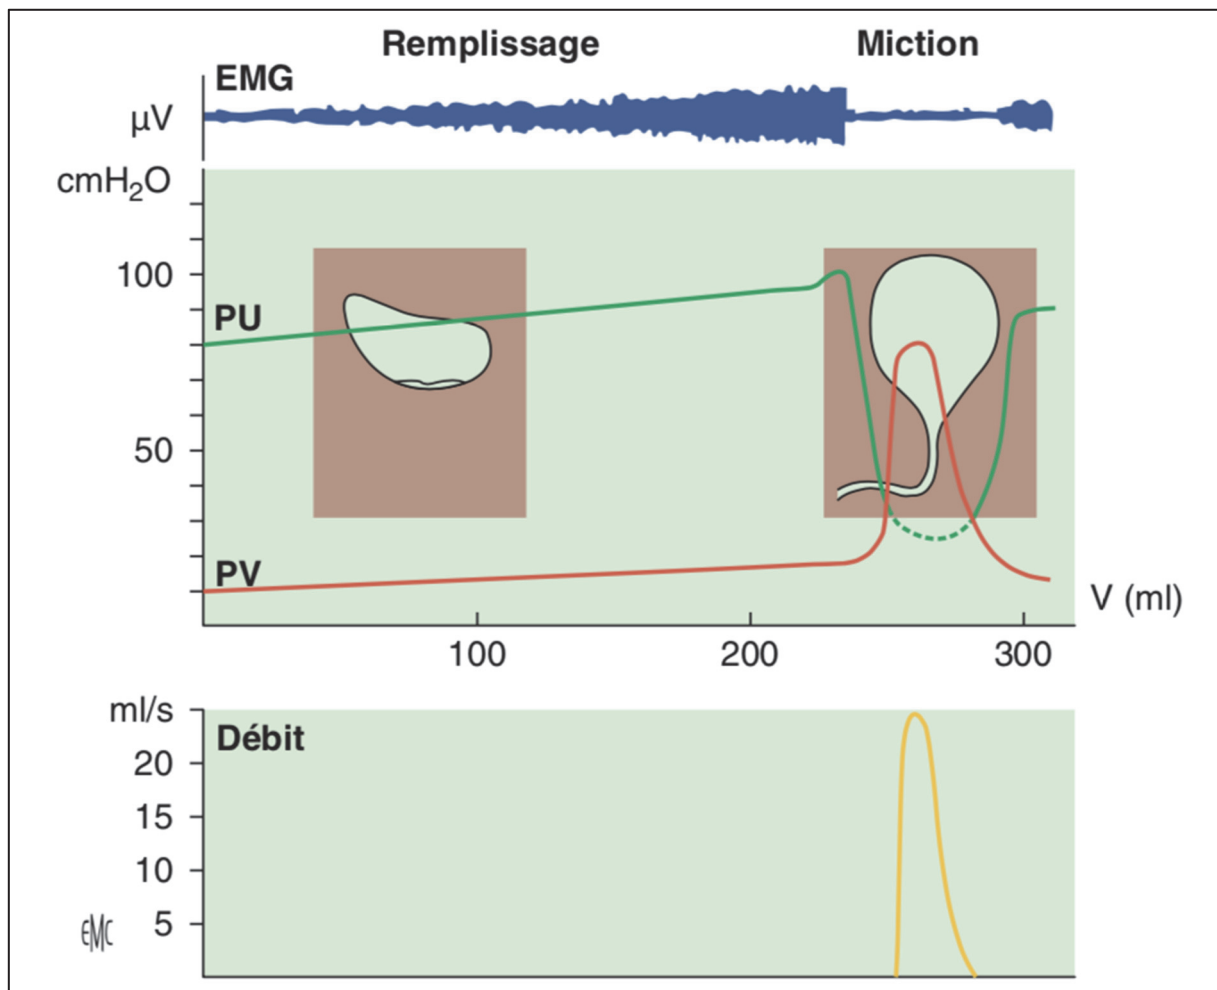 Remplissage Miction
EMG
µV
cmH₂O
100
PU
50
PV
V (ml)
100 200 300
ml/s
Débit
20
15
10
5
EMC